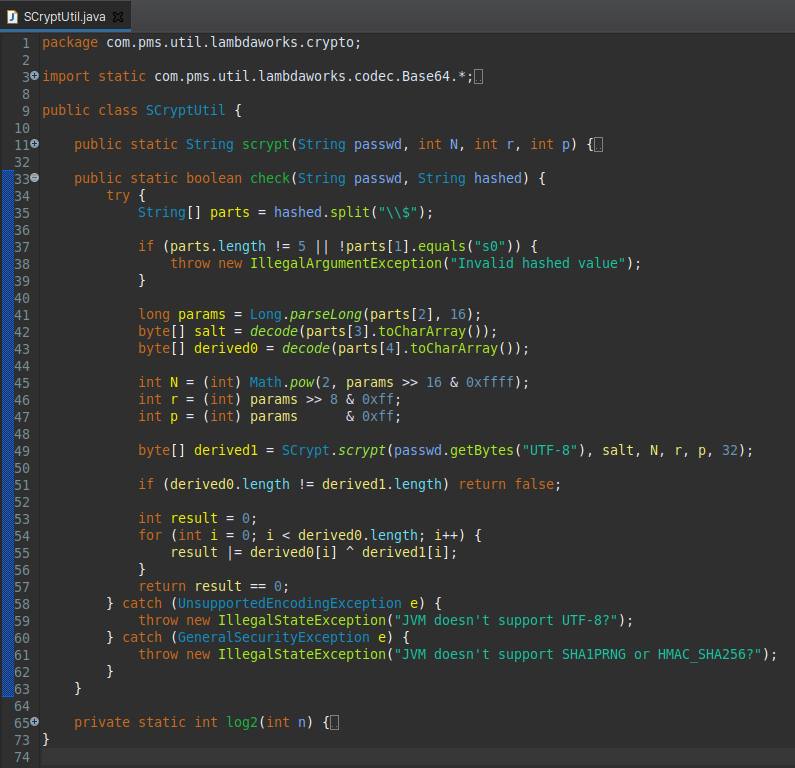 SCryptUtil.java
1 package com.pms.util.lambdaworks.crypto;
2
3 import static com.pms.util.lambdaworks.codec.Base64.*;
8
9 public class SCryptUtil {
10
11     public static String scrypt(String passwd, int N, int r, int p) {
32
33     public static boolean check(String passwd, String hashed) {
34         try {
35             String[] parts = hashed.split("\\$");
36
37             if (parts.length != 5 || !parts[1].equals("s0")) {
38                 throw new IllegalArgumentException("Invalid hashed value");
39             }
40
41             long params = Long.parseLong(parts[2], 16);
42             byte[] salt = decode(parts[3].toCharArray());
43             byte[] derived0 = decode(parts[4].toCharArray());
44
45             int N = (int) Math.pow(2, params >> 16 & 0xffff);
46             int r = (int) params >> 8 & 0xff;
47             int p = (int) params      & 0xff;
48
49             byte[] derived1 = SCrypt.scrypt(passwd.getBytes("UTF-8"), salt, N, r, p, 32);
50
51             if (derived0.length != derived1.length) return false;
52
53             int result = 0;
54             for (int i = 0; i < derived0.length; i++) {
55                 result |= derived0[i] ^ derived1[i];
56             }
57             return result == 0;
58         } catch (UnsupportedEncodingException e) {
59             throw new IllegalStateException("JVM doesn't support UTF-8?");
60         } catch (GeneralSecurityException e) {
61             throw new IllegalStateException("JVM doesn't support SHA1PRNG or HMAC_SHA256?");
62         }
63     }
64
65     private static int log2(int n) {
73 }
74